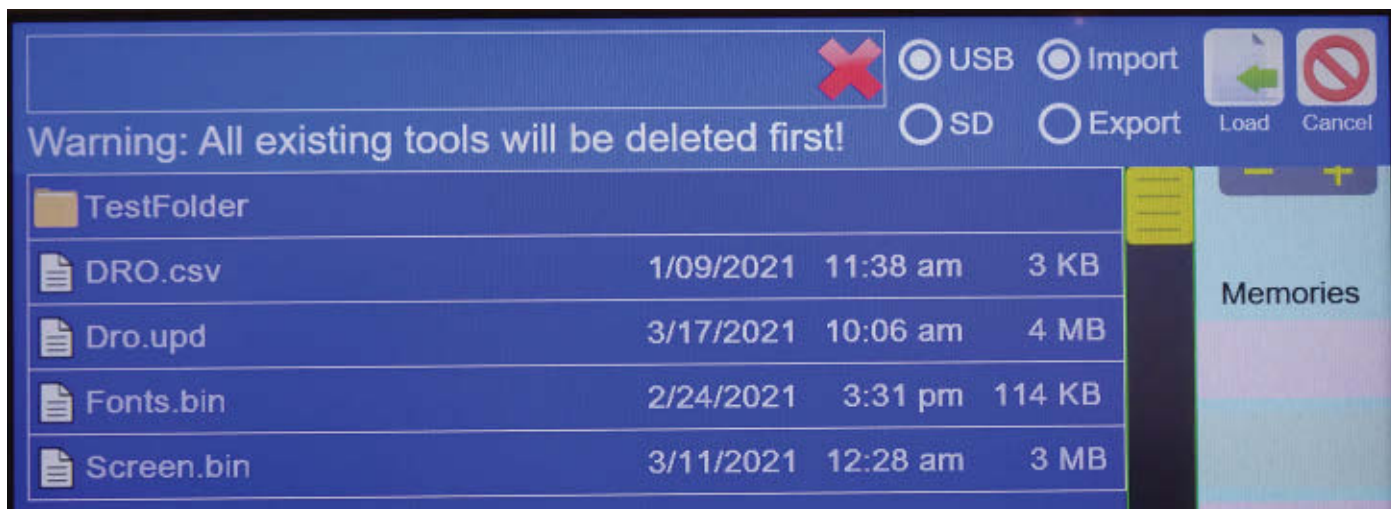 USB Import
SD Export
Load Cancel
Warning: All existing tools will be deleted first!
TestFolder
DRO.csv 1/09/2021 11:38 am 3 KB
Dro.upd 3/17/2021 10:06 am 4 MB
Fonts.bin 2/24/2021 3:31 pm 114 KB
Screen.bin 3/11/2021 12:28 am 3 MB
Memories